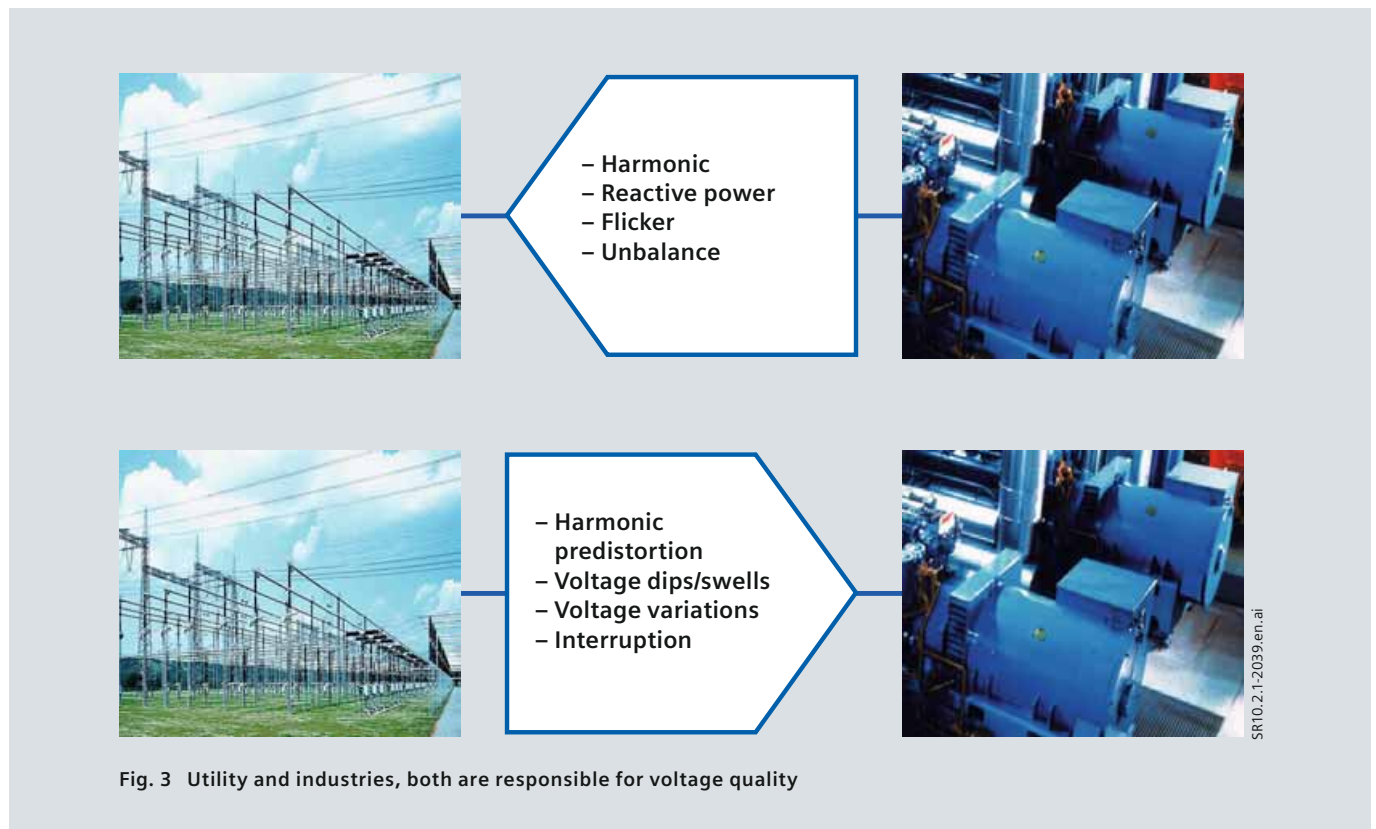 – Harmonic
– Reactive power
– Flicker
– Unbalance
– Harmonic
predistortion
– Voltage dips/swells
– Voltage variations
– Interruption
SR10.2.1-2039.en.ai
Fig. 3 Utility and industries, both are responsible for voltage quality